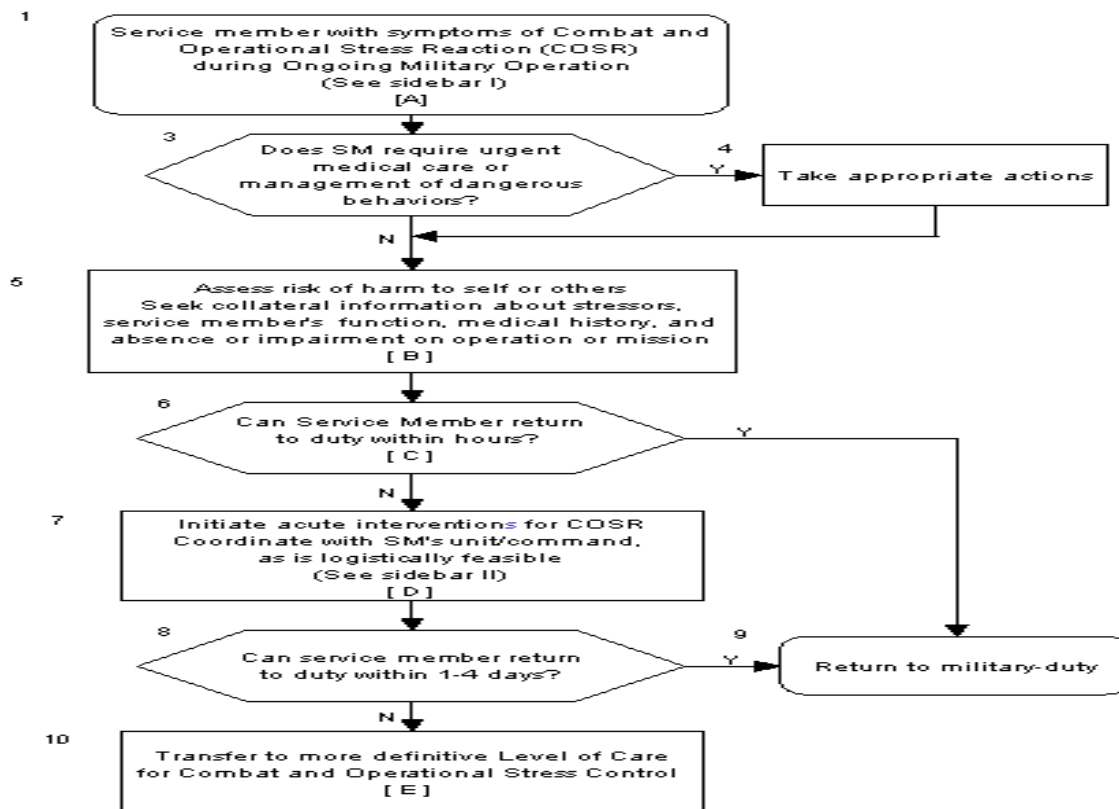 1
Service member with symptoms of Combat and
Operational Stress Reaction (COSR)
during Ongoing Military Operation
(See sidebar I)
[A]
3
Does SM require urgent
medical care or
management of dangerous
behaviors?
Y
4
Take appropriate actions
N
5
Assess risk of harm to self or others
Seek collateral information about stressors,
service member's function, medical history, and
absence or impairment on operation or mission
[ B ]
6
Can Service Member return
to duty within hours?
[ C ]
Y
N
7
Initiate acute interventions for COSR
Coordinate with SM's unit/command,
as is logistically feasible
(See sidebar II)
[ D ]
8
Can service member return
to duty within 1-4 days?
Y
9
Return to military-duty
N
10
Transfer to more definitive Level of Care
for Combat and Operational Stress Control
[ E ]